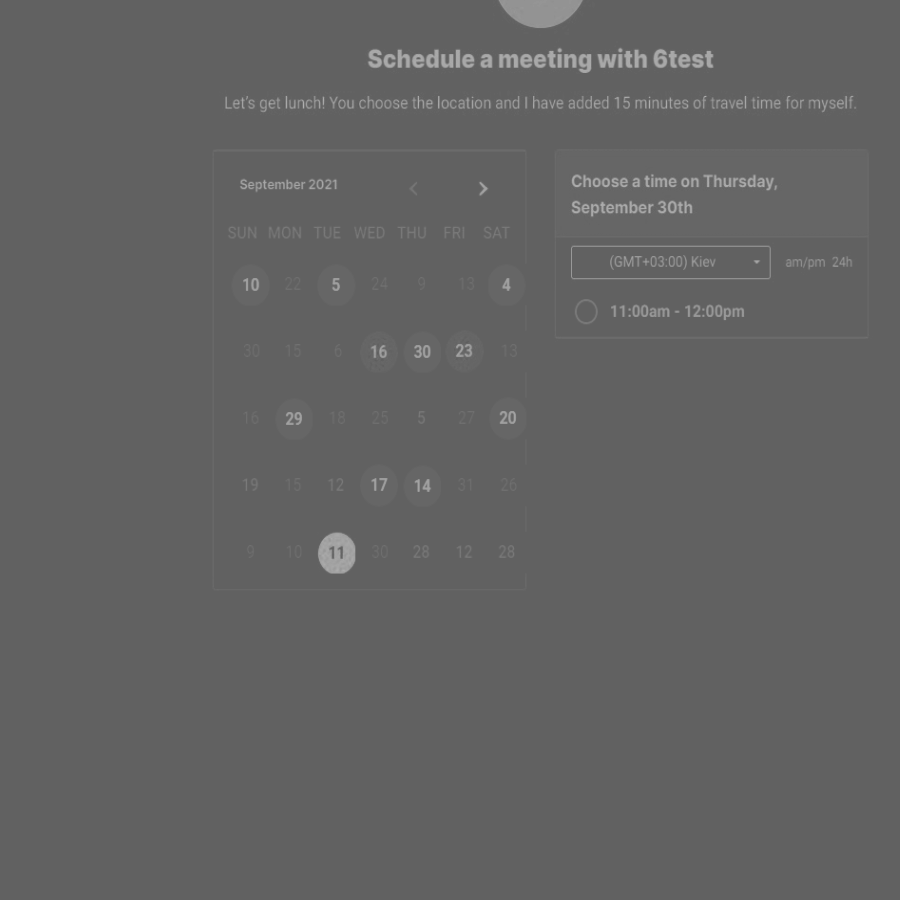 Schedule a meeting with 6test
Let's get lunch! You choose the location and I have added 15 minutes of travel time for myself.
September 2021
SUN MON TUE WED THU FRI SAT
10 22 5 24 9 13 4
30 15 6 16 30 23 13
16 29 18 25 5 27 20
19 15 12 17 14 31 26
9 10 11 30 28 12 28
Choose a time on Thursday,
September 30th
(GMT+03:00) Kiev am/pm 24h
11:00am - 12:00pm